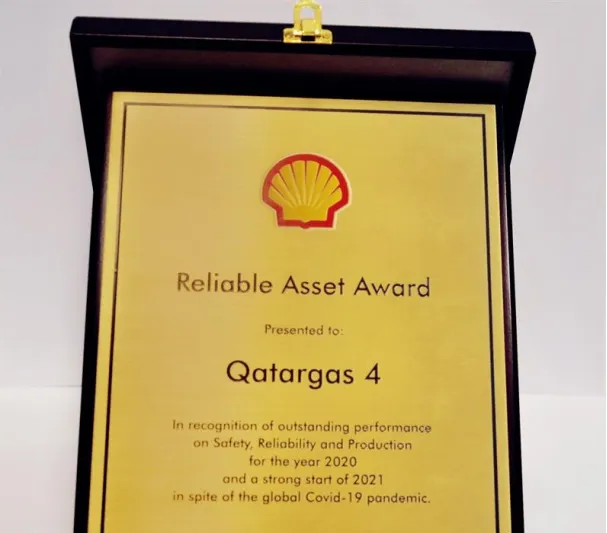 Reliable Asset Award
Presented to:
Qatargas 4
In recognition of outstanding performance
on Safety, Reliability and Production
for the year 2020
and a strong start of 2021
in spite of the global Covid-19 pandemic.